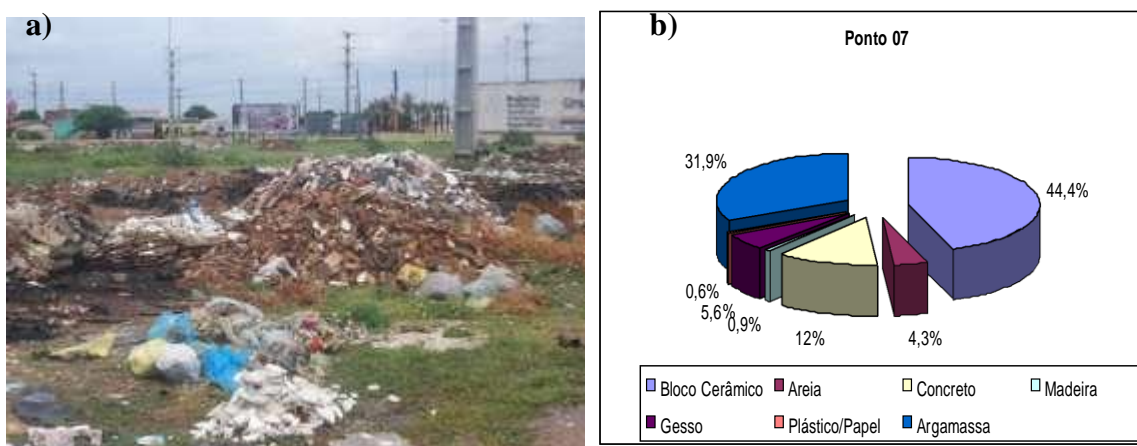 a)
b)
Ponto 07
31,9%
44,4%
0,6%
5,6%
0,9%
12%
4,3%
Bloco Cerâmico Areia Concreto Madeira
Gesso Plástico/Papel Argamassa